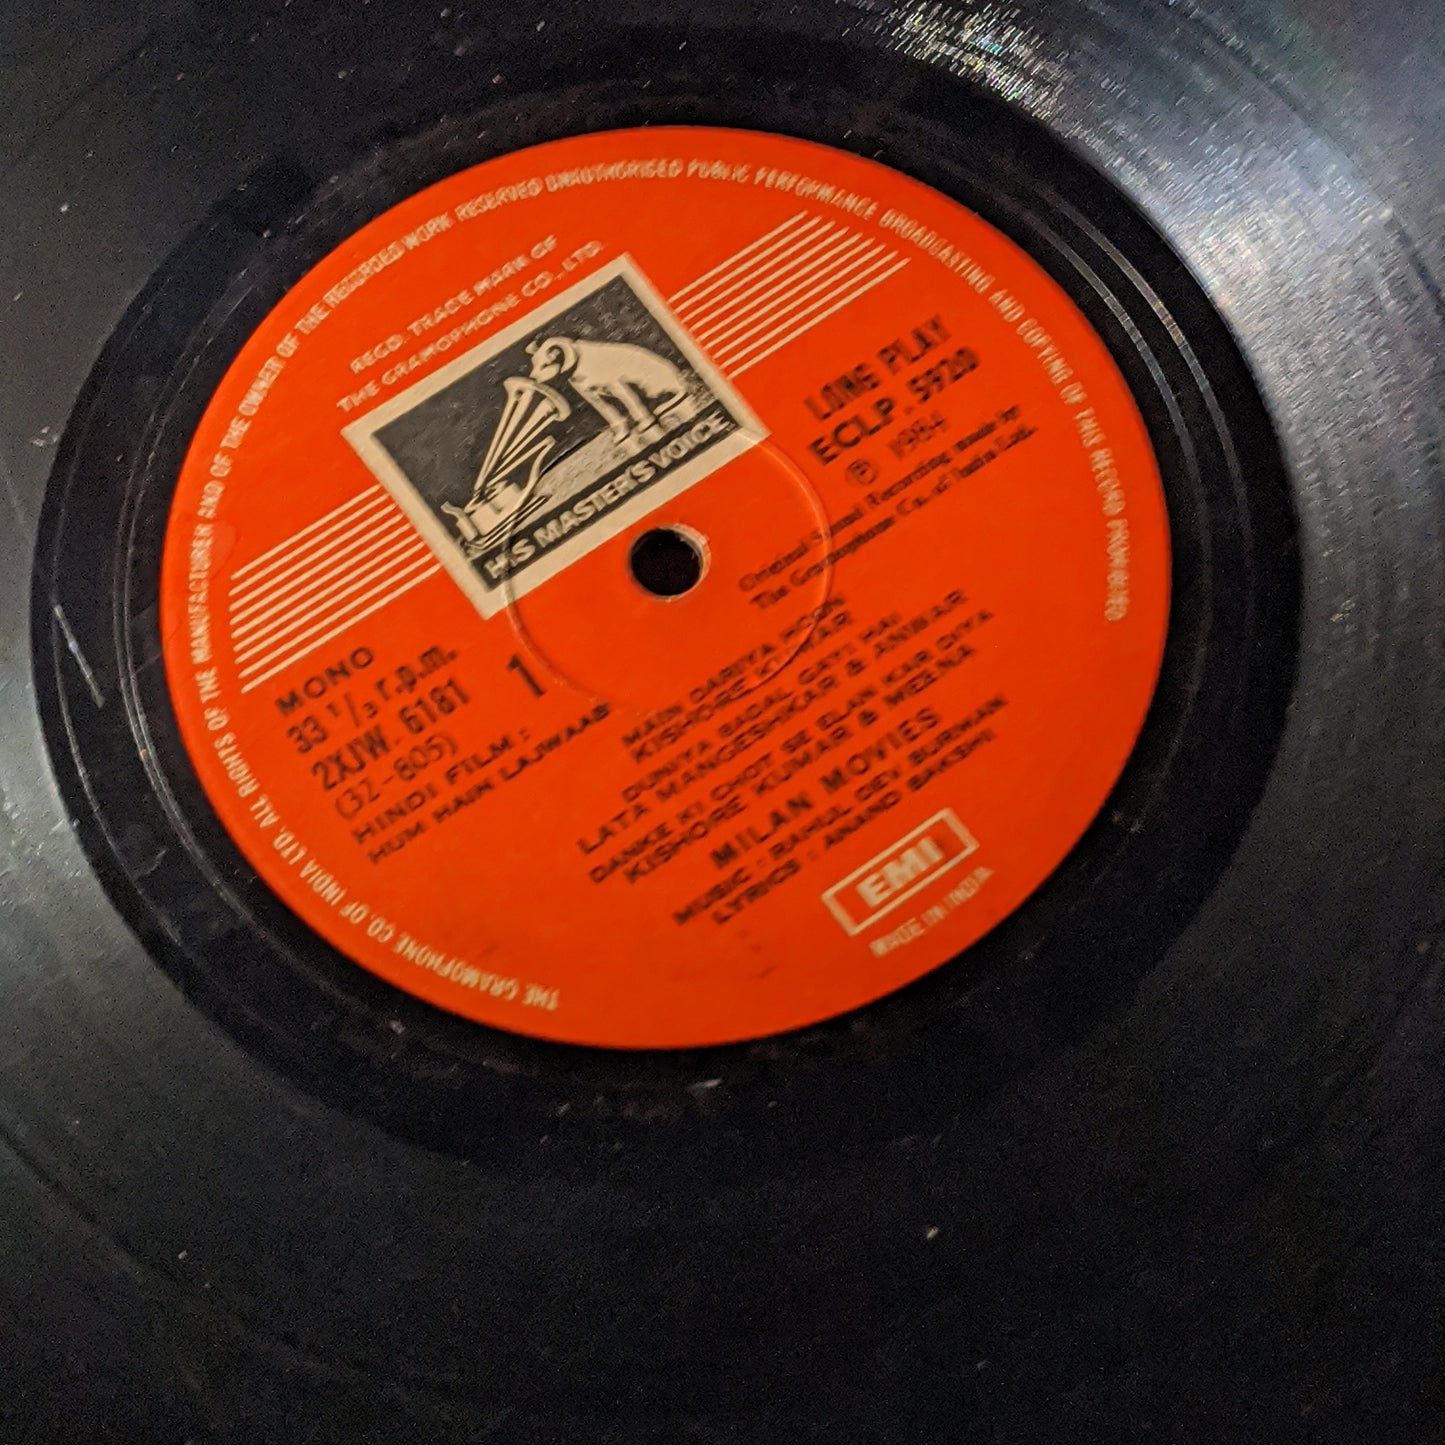 THE GRAMOPHONE CO. OF INDIA LTD. ALL RIGHTS OF THE MANUFACTURER AND OF THE OWNER OF THE RECORDED WORK RESERVED UNAUTHORISED PUBLIC PERFORMANCE BROADCASTING AND COPYING OF THIS RECORD PROHIBITED
REGD. TRADE MARK OF
THE GRAMOPHONE CO., LTD.
HIS MASTER'S VOICE
LONG PLAY
ECLP. 5920
Ⓟ 1984
Original Sound Recording made by
The Gramophone Co. of India Ltd.
MONO
33 1/3 r.p.m.
2XJW. 6181 1
(32-805)
HINDI FILM :
HUM HAIN LAJWAAB
MAIN DARIYA HOON
KISHORE KUMAR
DUNIYA BADAL GAYI HAI
LATA MANGESHKAR & ANWAR
DANKE KI CHOT SE ELAN KAR DIYA
KISHORE KUMAR & MEENA
MILAN MOVIES
MUSIC : RAHUL DEV BURMAN
LYRICS : ANAND BAKSHI
EMI
MADE IN INDIA